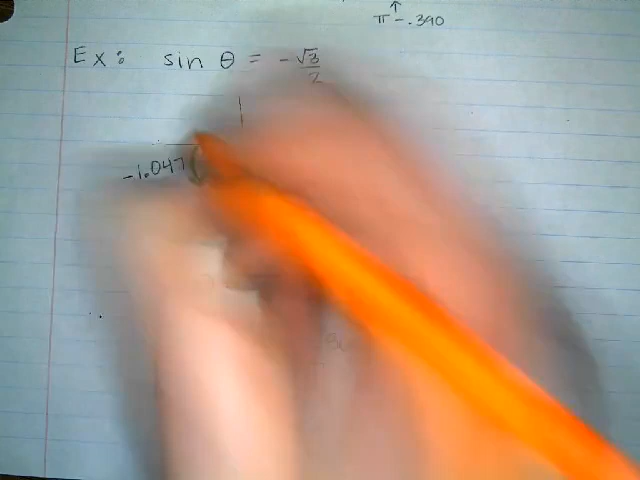 ↑
π - .340
Ex: sin θ = -√3/2
-1.047